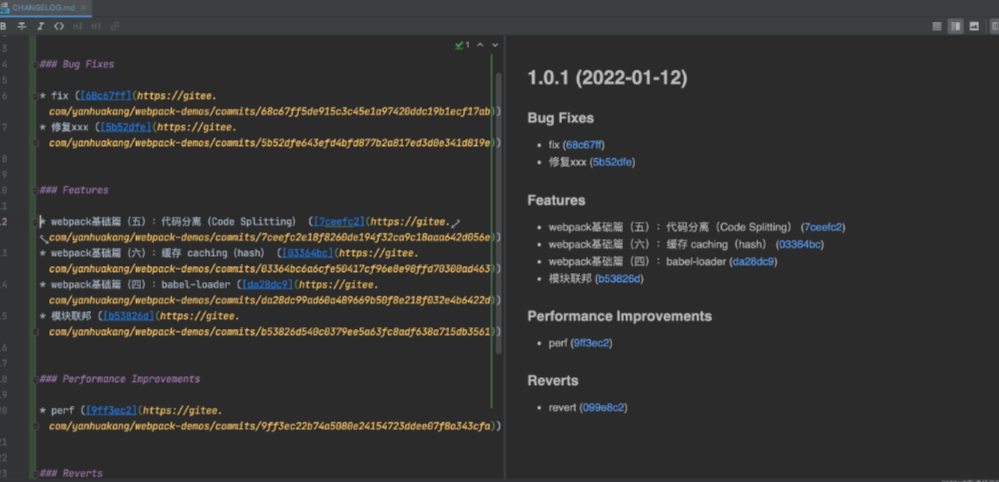 CHANGELOG.md
3
4 ### Bug Fixes
5
6 * fix ([68c67ff](https://gitee.
com/yanhuakang/webpack-demos/commits/68c67ff5de915c3c45e1a97420ddc19b1ecf17ab))
7 * 修复xxx ([5b52dfe](https://gitee.
com/yanhuakang/webpack-demos/commits/5b52dfe643efd4bfd877b2a817ed3d0e341d819e))
8
9
10 ### Features
11
12 * webpack基础篇（五）：代码分离（Code Splitting） ([7ceefc2](https://gitee.
com/yanhuakang/webpack-demos/commits/7ceefc2e18f8260de194f32ca9c18aaa642d056e))
13 * webpack基础篇（六）：缓存 caching（hash） ([03364bc](https://gitee.
com/yanhuakang/webpack-demos/commits/03364bc6a6cfe50417cf96e8e98ffd70300ad463))
14 * webpack基础篇（四）：babel-loader ([da28dc9](https://gitee.
com/yanhuakang/webpack-demos/commits/da28dc99ad60a489669b50f8e218f032e4b6422d))
15 * 模块联邦 ([b53826d](https://gitee.
com/yanhuakang/webpack-demos/commits/b53826d540c0379ee5a63fc8adf638a715db3561))
16
17
18 ### Performance Improvements
19
20 * perf ([9ff3ec2](https://gitee.
com/yanhuakang/webpack-demos/commits/9ff3ec22b74a5080e24154723ddee07f8a343cfa))
21
22
23 ### Reverts
1
1.0.1 (2022-01-12)
Bug Fixes
• fix (68c67ff)
• 修复xxx (5b52dfe)
Features
• webpack基础篇（五）：代码分离（Code Splitting） (7ceefc2)
• webpack基础篇（六）：缓存 caching（hash） (03364bc)
• webpack基础篇（四）：babel-loader (da28dc9)
• 模块联邦 (b53826d)
Performance Improvements
• perf (9ff3ec2)
Reverts
• revert (099e8c2)